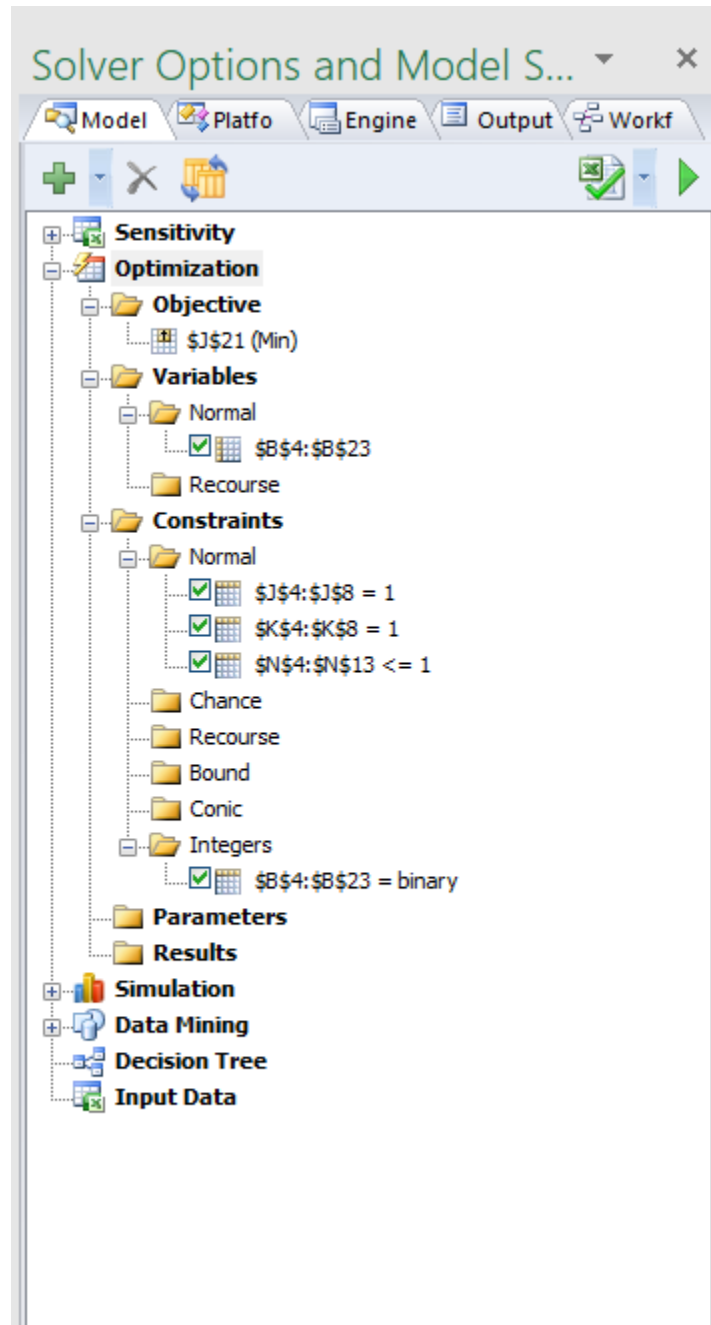 Solver Options and Model S...
Model Platfo Engine Output Workf
Sensitivity
Optimization
Objective
$J$21 (Min)
Variables
Normal
$B$4:$B$23
Recourse
Constraints
Normal
$J$4:$J$8 = 1
$K$4:$K$8 = 1
$N$4:$N$13 <= 1
Chance
Recourse
Bound
Conic
Integers
$B$4:$B$23 = binary
Parameters
Results
Simulation
Data Mining
Decision Tree
Input Data